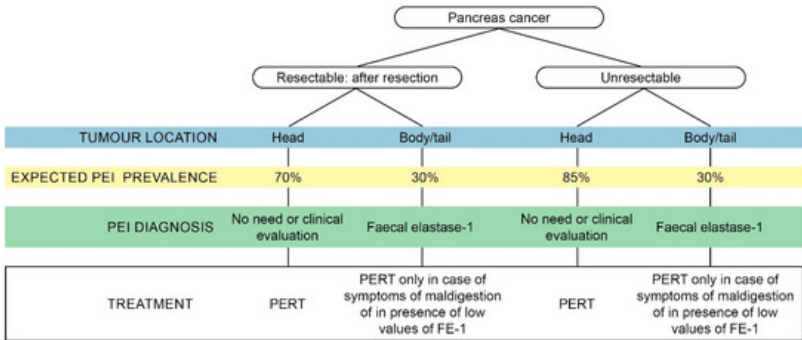 Pancreas cancer
Resectable: after resection
Unresectable
TUMOUR LOCATION Head Body/tail Head Body/tail
EXPECTED PEI PREVALENCE 70% 30% 85% 30%
PEI DIAGNOSIS
No need or clinical
evaluation
Faecal elastase-1
No need or clinical
evaluation
Faecal elastase-1
TREATMENT
PERT
PERT only in case of
symptoms of maldigestion
of in presence of low
values of FE-1
PERT
PERT only in case of
symptoms of maldigestion
of in presence of low
values of FE-1